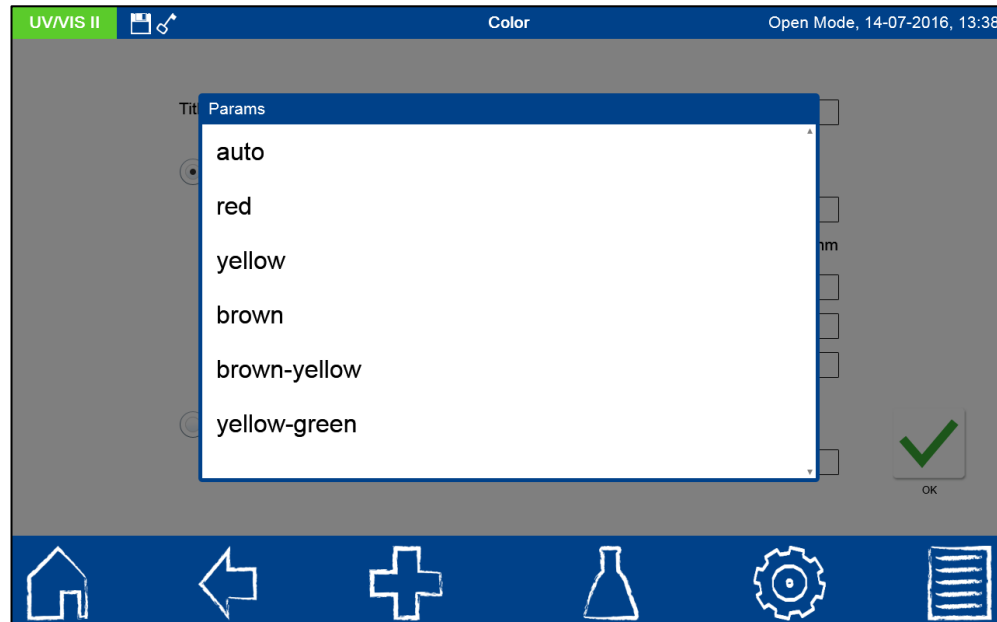 UV/VIS II Color Open Mode, 14-07-2016, 13:38
Params
auto
red
yellow
brown
brown-yellow
yellow-green
OK